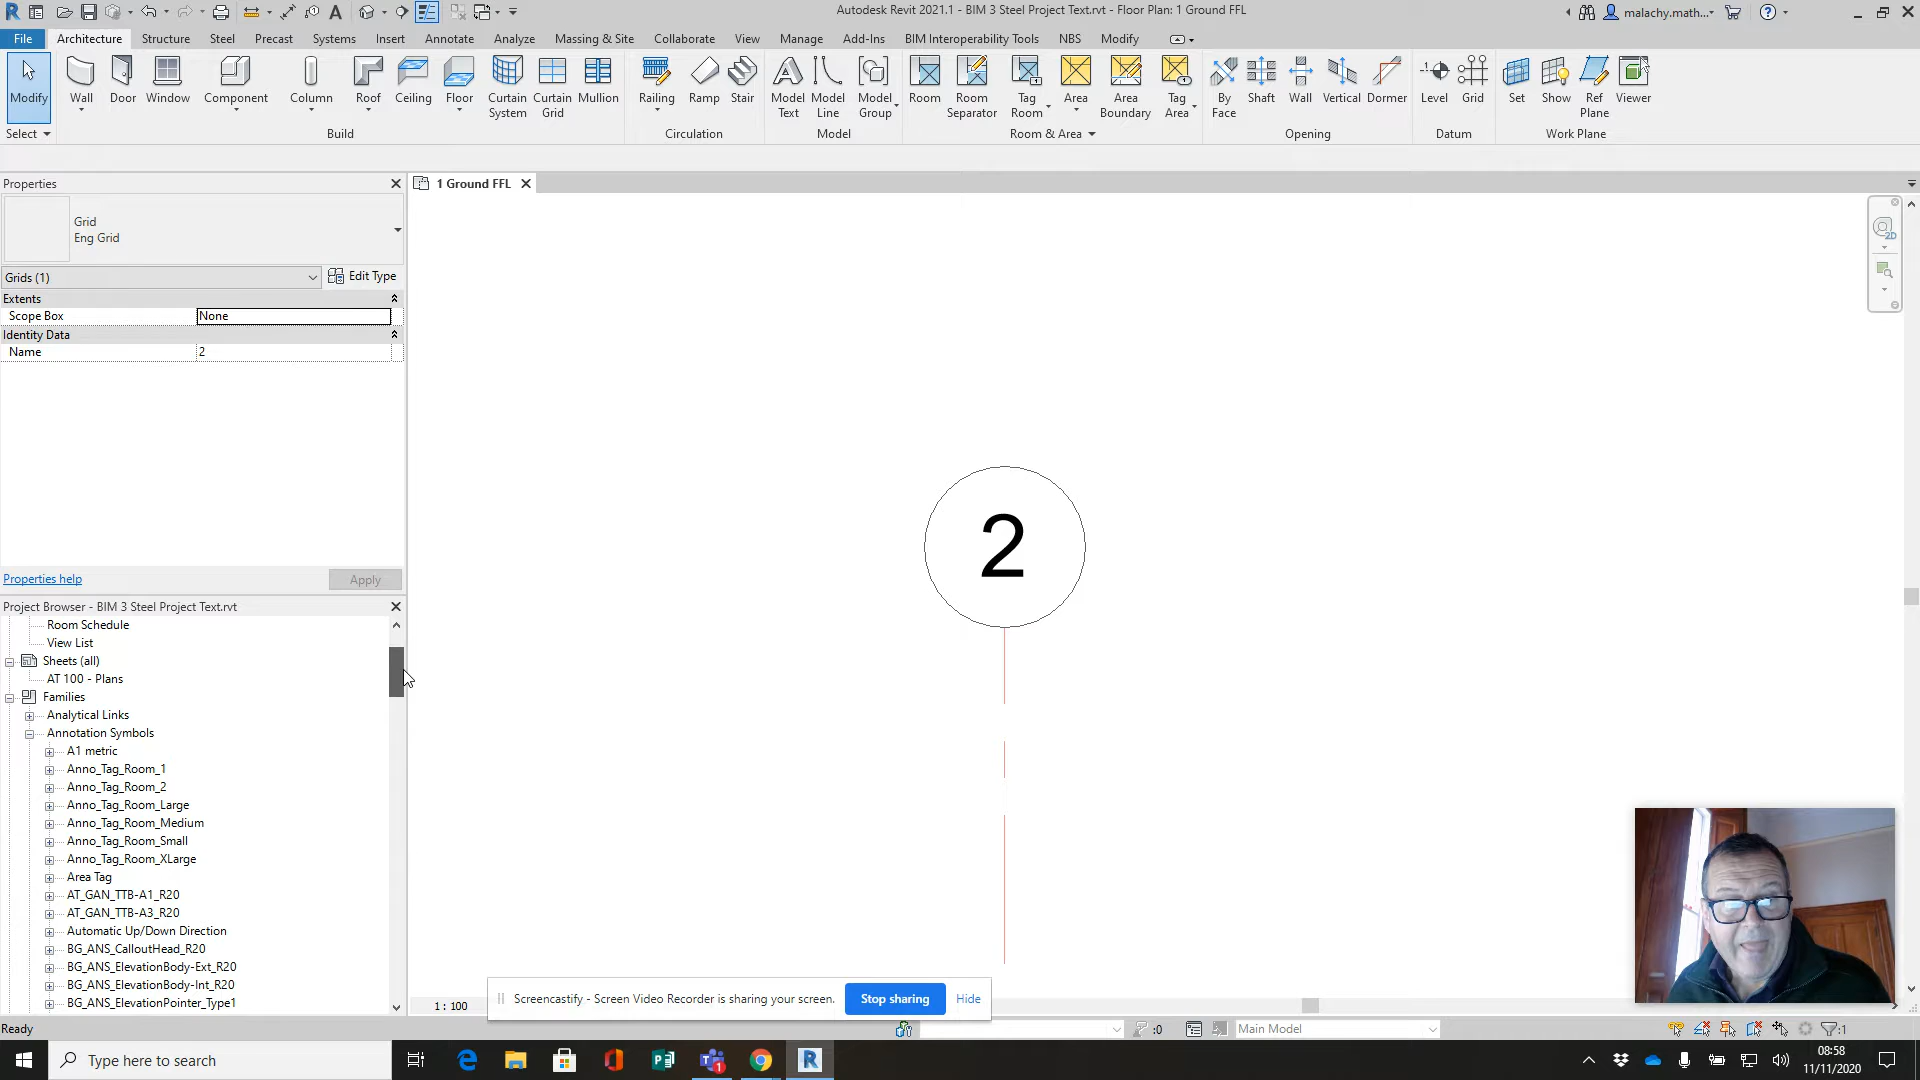 Autodesk Revit 2021.1 - BIM 3 Steel Project Text.rvt - Floor Plan: 1 Ground FFL
malachy.math...
File Architecture Structure Steel Precast Systems Insert Annotate Analyze Massing & Site Collaborate View Manage Add-Ins BIM Interoperability Tools NBS Modify
Modify Wall Door Window Component Column Roof Ceiling Floor Curtain System Curtain Grid Mullion Railing Ramp Stair Model Text Model Line Model Group Room Room Separator Tag Room Area Area Boundary Tag Area By Face Shaft Wall Vertical Dormer Level Grid Set Show Ref Plane Viewer
Select Build Circulation Model Room & Area Opening Datum Work Plane
Properties
1 Ground FFL
Grid
Eng Grid
Grids (1) Edit Type
Extents
Scope Box None
Identity Data
Name 2
2D
2
Properties help Apply
Project Browser - BIM 3 Steel Project Text.rvt
Room Schedule
View List
Sheets (all)
AT 100 - Plans
Families
Analytical Links
Annotation Symbols
A1 metric
Anno_Tag_Room_1
Anno_Tag_Room_2
Anno_Tag_Room_Large
Anno_Tag_Room_Medium
Anno_Tag_Room_Small
Anno_Tag_Room_XLarge
Area Tag
AT_GAN_TTB-A1_R20
AT_GAN_TTB-A3_R20
Automatic Up/Down Direction
BG_ANS_CalloutHead_R20
BG_ANS_ElevationBody-Ext_R20
BG_ANS_ElevationBody-Int_R20
BG_ANS_ElevationPointer_Type1
1 : 100
Screencastify - Screen Video Recorder is sharing your screen. Stop sharing Hide
Ready :0 Main Model :1
Type here to search
08:58
11/11/2020